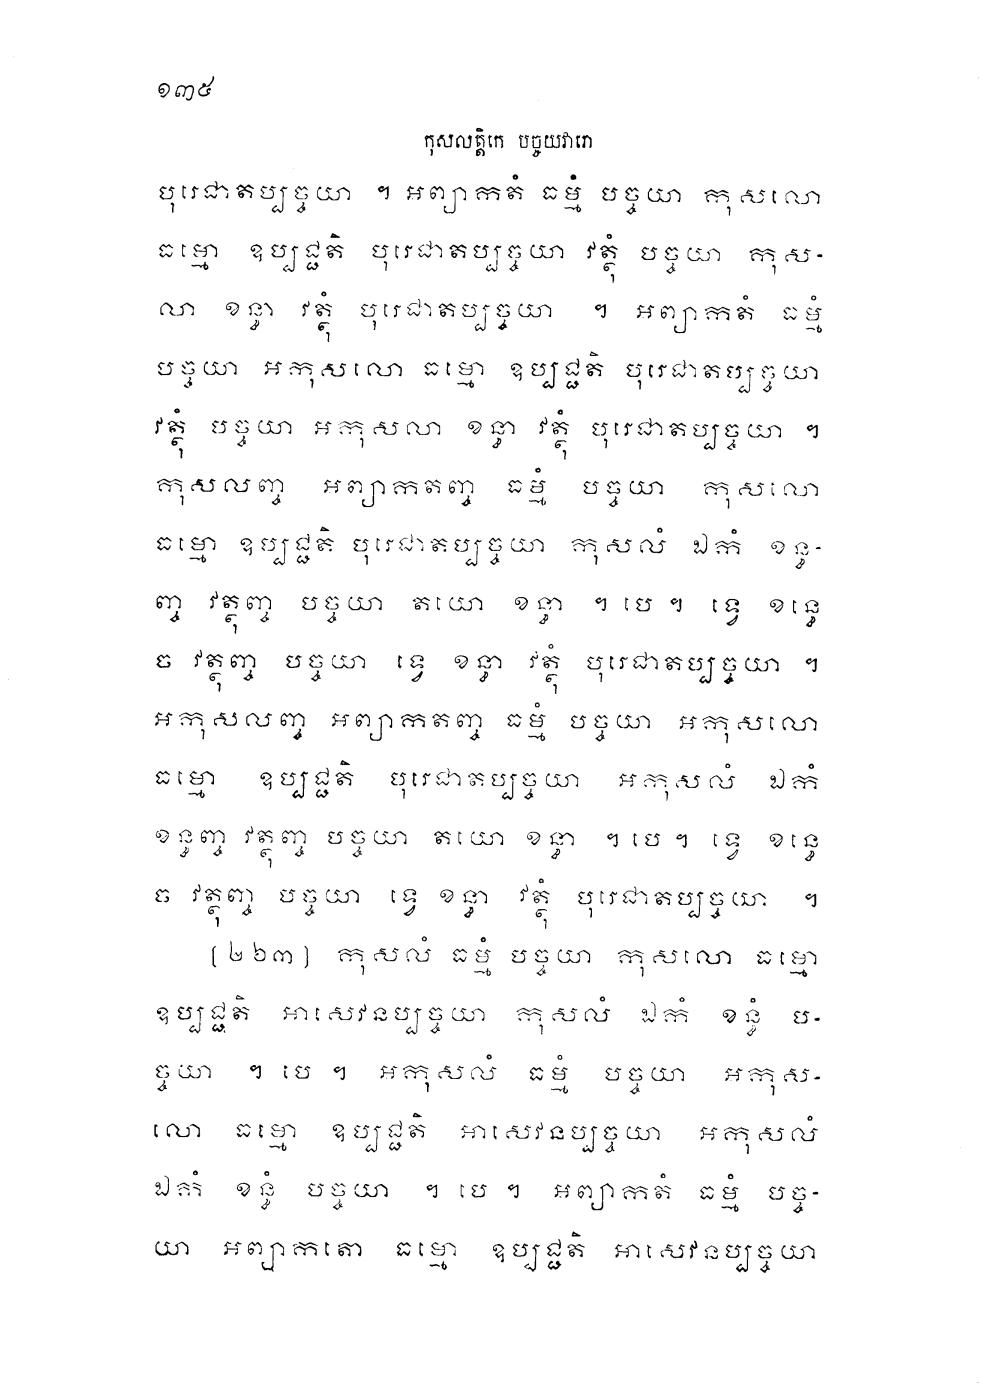 ១៣៥
កុសលត្តិកេ បច្ចយវារោ
បុរេជាតប្បច្ចយា ។ អព្យាកតំ ធម្មំ បច្ចយា កុសលោ
ធម្មោ ឧប្បជ្ជតិ បុរេជាតប្បច្ចយា វត្ថុំ បច្ចយា កុស-
លា ខន្ធា វត្ថុំ បុរេជាតប្បច្ចយា ។ អព្យាកតំ ធម្មំ
បច្ចយា អកុសលោ ធម្មោ ឧប្បជ្ជតិ បុរេជាតប្បច្ចយា
វត្ថុំ បច្ចយា អកុសលា ខន្ធា វត្ថុំ បុរេជាតប្បច្ចយា ។
កុសលញ្ច អព្យាកតញ្ច ធម្មំ បច្ចយា កុសលោ
ធម្មោ ឧប្បជ្ជតិ បុរេជាតប្បច្ចយា កុសលំ ឯកំ ខន្ធ-
ញ្ច វត្ថុញ្ច បច្ចយា តយោ ខន្ធា ។ បេ ។ ទ្វេ ខន្ធេ
ច វត្ថុញ្ច បច្ចយា ទ្វេ ខន្ធា វត្ថុំ បុរេជាតប្បច្ចយា ។
អកុសលញ្ច អព្យាកតញ្ច ធម្មំ បច្ចយា អកុសលោ
ធម្មោ ឧប្បជ្ជតិ បុរេជាតប្បច្ចយា អកុសលំ ឯកំ
ខន្ធញ្ច វត្ថុញ្ច បច្ចយា តយោ ខន្ធា ។ បេ ។ ទ្វេ ខន្ធេ
ច វត្ថុញ្ច បច្ចយា ទ្វេ ខន្ធា វត្ថុំ បុរេជាតប្បច្ចយា ។
[២៦៣] កុសលំ ធម្មំ បច្ចយា កុសលោ ធម្មោ
ឧប្បជ្ជតិ អាសេវនប្បច្ចយា កុសលំ ឯកំ ខន្ធំ ប-
ច្ចយា ។ បេ ។ អកុសលំ ធម្មំ បច្ចយា អកុស-
លោ ធម្មោ ឧប្បជ្ជតិ អាសេវនប្បច្ចយា អកុសលំ
ឯកំ ខន្ធំ បច្ចយា ។ បេ ។ អព្យាកតំ ធម្មំ បច្ច-
យា អព្យាកតោ ធម្មោ ឧប្បជ្ជតិ អាសេវនប្បច្ចយា